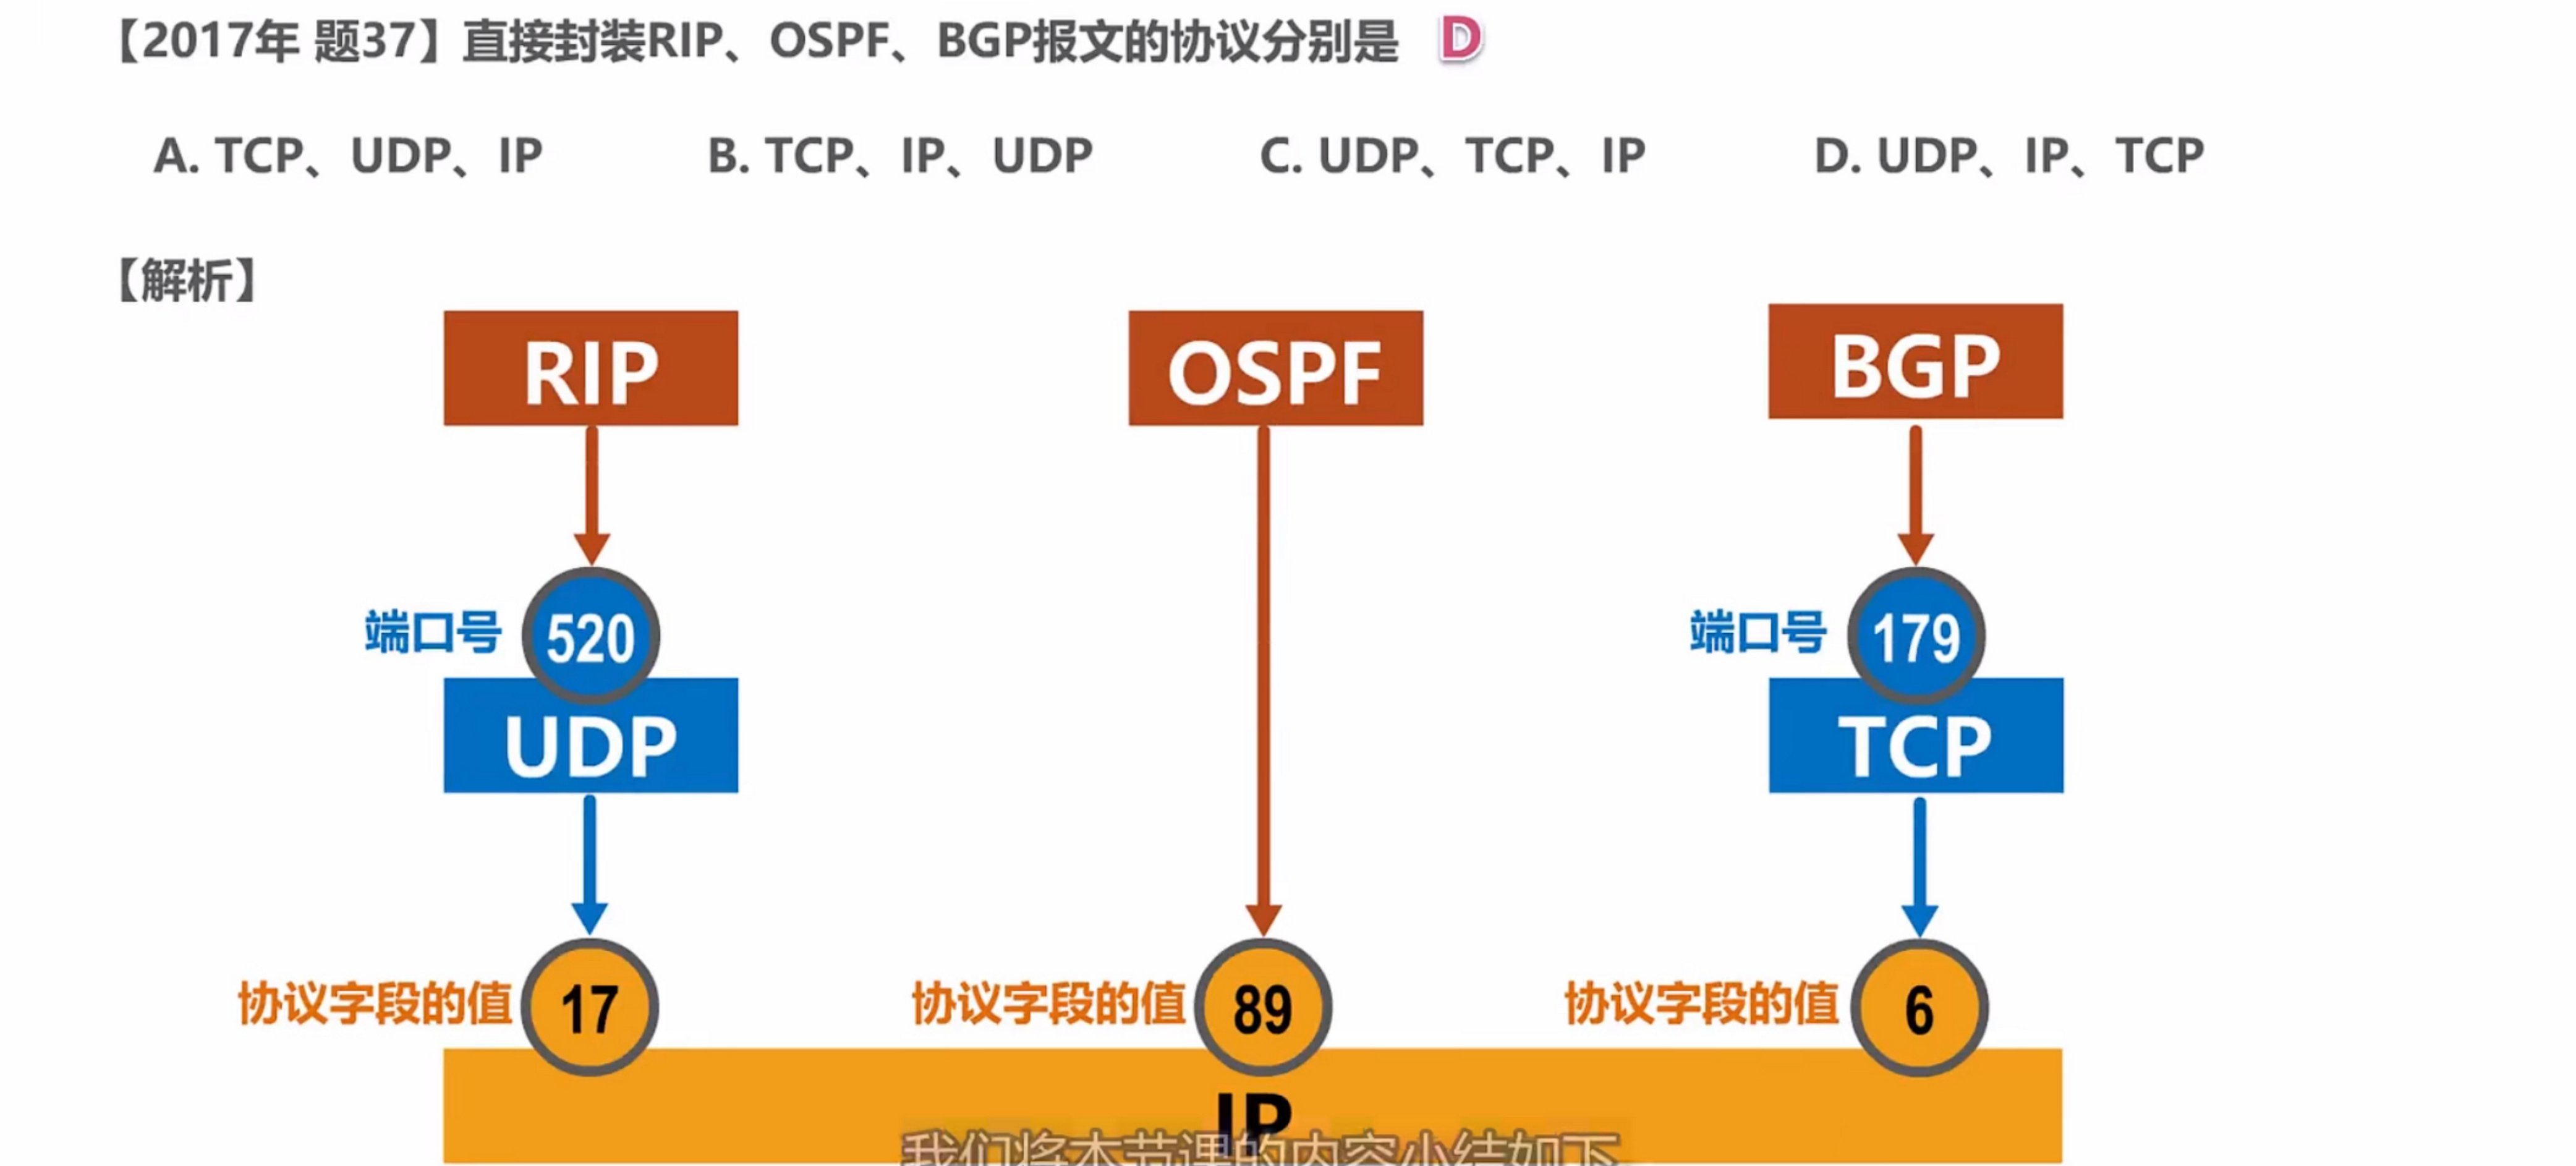 【2017年 题37】直接封装RIP、OSPF、BGP报文的协议分别是 D
A. TCP、UDP、IP B. TCP、IP、UDP C. UDP、TCP、IP D. UDP、IP、TCP
【解析】
RIP OSPF BGP
端口号 520 端口号 179
UDP TCP
协议字段的值 17 协议字段的值 89 协议字段的值 6
IP
我们将本节课的内容小结如下